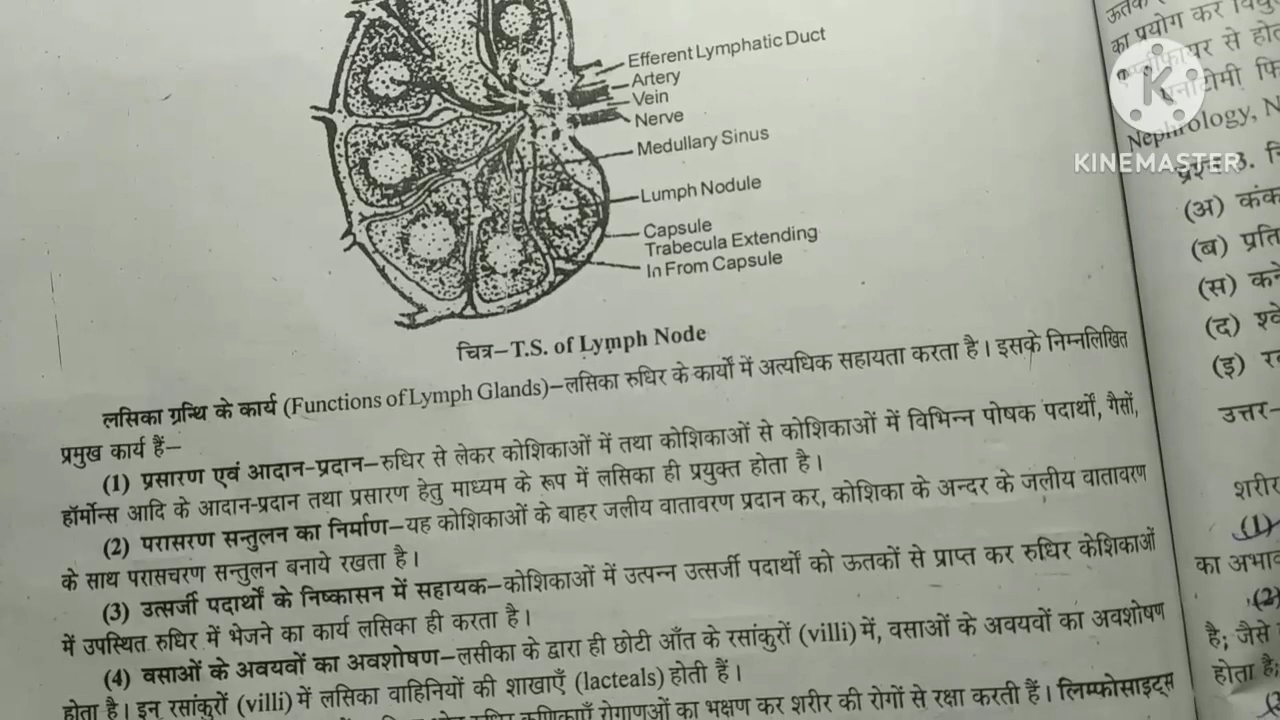 Efferent Lymphatic Duct
Artery
Vein
Nerve
Medullary Sinus
Lumph Nodule
Capsule
Trabecula Extending
In From Capsule
चित्र–T.S. of Lymph Node
लसिका ग्रन्थि के कार्य (Functions of Lymph Glands)–लसिका रुधिर के कार्यों में अत्यधिक सहायता करता है। इसके निम्नलिखित
प्रमुख कार्य हैं–
(1) प्रसारण एवं आदान-प्रदान–रुधिर से लेकर कोशिकाओं में तथा कोशिकाओं से कोशिकाओं में विभिन्न पोषक पदार्थों, गैसों,
हॉर्मोन्स आदि के आदान-प्रदान तथा प्रसारण हेतु माध्यम के रूप में लसिका ही प्रयुक्त होता है।
(2) परासरण सन्तुलन का निर्माण–यह कोशिकाओं के बाहर जलीय वातावरण प्रदान कर, कोशिका के अन्दर के जलीय वातावरण
के साथ परासचरण सन्तुलन बनाये रखता है।
(3) उत्सर्जी पदार्थों के निष्कासन में सहायक–कोशिकाओं में उत्पन्न उत्सर्जी पदार्थों को ऊतकों से प्राप्त कर रुधिर केशिकाओं
में उपस्थित रुधिर में भेजने का कार्य लसिका ही करता है।
(4) वसाओं के अवयवों का अवशोषण–लसीका के द्वारा ही छोटी आँत के रसांकुरों (villi) में, वसाओं के अवयवों का अवशोषण
होता है। इन रसांकुरों (villi) में लसिका वाहिनियों की शाखाएँ (lacteals) होती हैं।
रोगाणुओं का भक्षण कर शरीर की रोगों से रक्षा करती हैं। लिम्फोसाइट्स
का प्रयोग कर
से
Nephrology,
KINEMASTER
प्रश्न 3.
(अ)
(ब)
(स)
(द)
(इ)
उत्तर–
शरीर
(1)
का
(2)
है; जैसे
होता है;